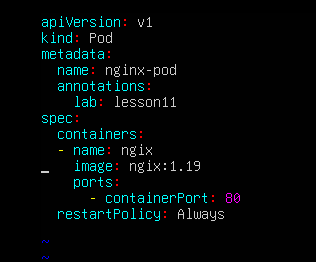 apiVersion: v1
kind: Pod
metadata:
  name: nginx-pod
  annotations:
    lab: lesson11
spec:
  containers:
  - name: ngix
    image: ngix:1.19
    ports:
      - containerPort: 80
  restartPolicy: Always
~
~